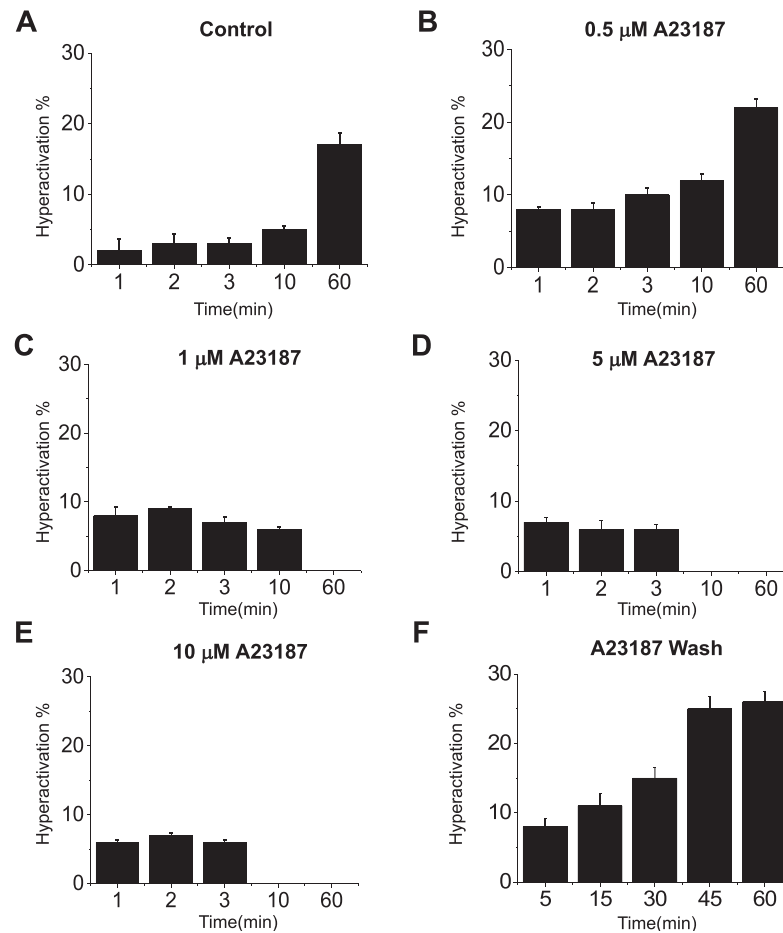 A
Control
30
20
10
0
Hyperactivation %
1 2 3 10 60
Time(min)
B
0.5 μM A23187
30
20
10
0
Hyperactivation %
1 2 3 10 60
Time(min)
C
1 μM A23187
30
20
10
0
Hyperactivation %
1 2 3 10 60
Time(min)
D
5 μM A23187
30
20
10
0
Hyperactivation %
1 2 3 10 60
Time(min)
E
10 μM A23187
30
20
10
0
Hyperactivation %
1 2 3 10 60
Time(min)
F
A23187 Wash
30
20
10
0
Hyperactivation %
5 15 30 45 60
Time(min)